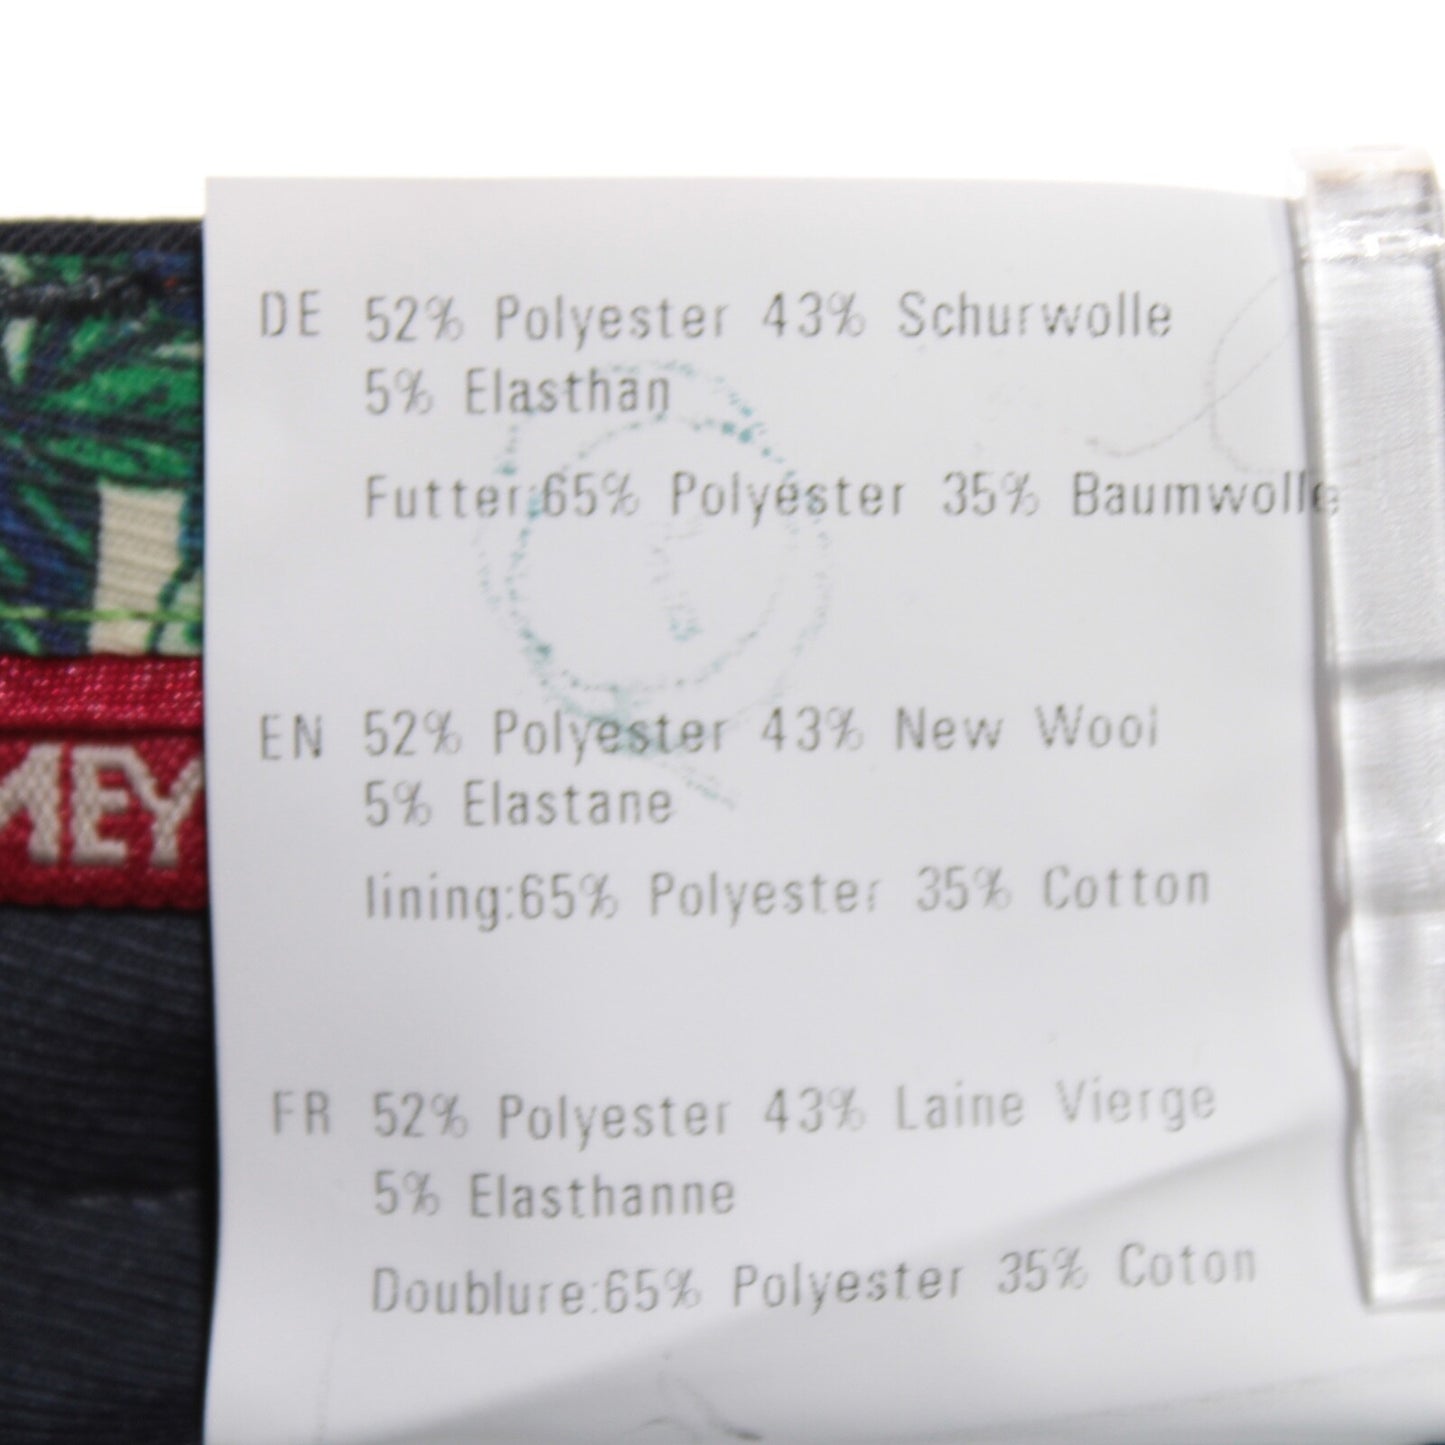 DE 52% Polyester 43% Schurwolle
5% Elasthan
Futter:65% Polyester 35% Baumwolle
EN 52% Polyester 43% New Wool
5% Elastane
lining:65% Polyester 35% Cotton
FR 52% Polyester 43% Laine Vierge
5% Elasthanne
Doublure:65% Polyester 35% Coton
MEY